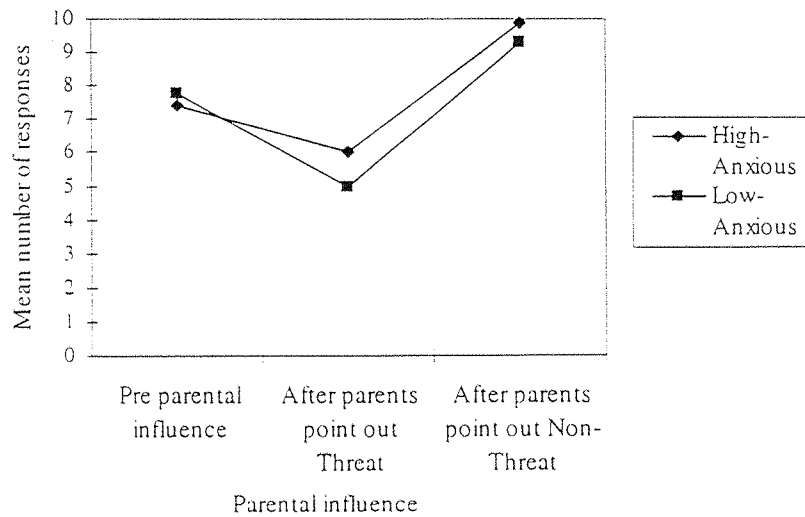 Mean number of responses
10
9
8
7
6
5
4
3
2
1
0
Pre parental
influence
After parents
point out
Threat
After parents
point out Non-
Threat
Parental influence
High-
Anxious
Low-
Anxious